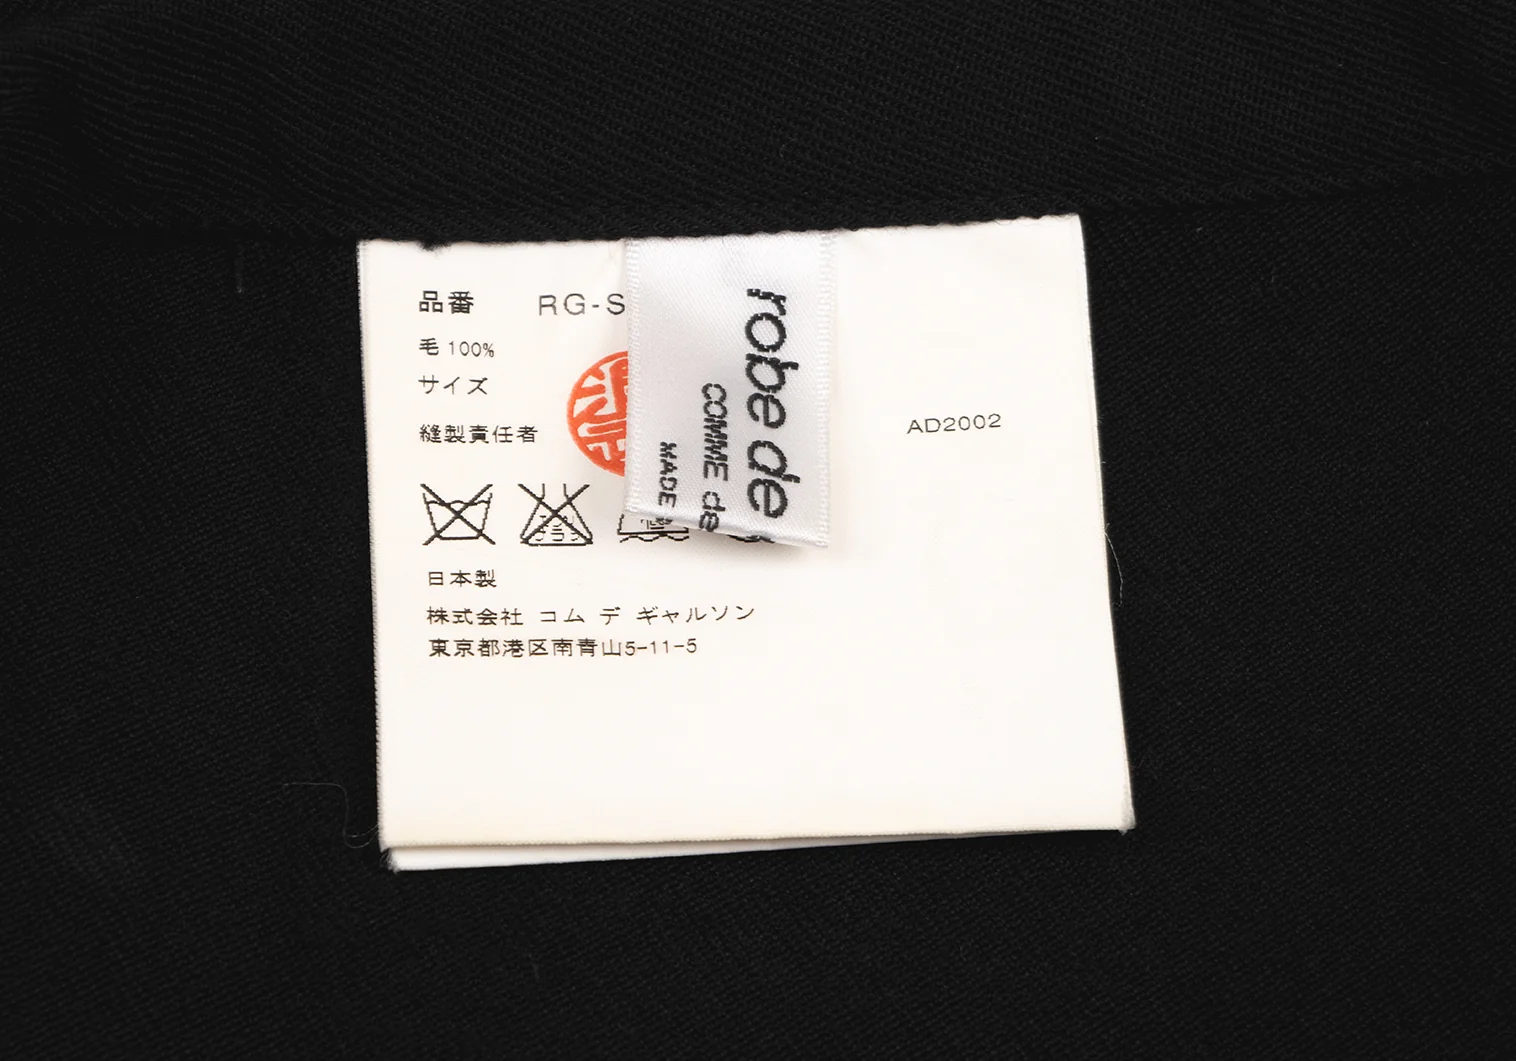 品番 RG-S
毛 100%
サイズ
縫製責任者
AD2002
日本製
株式会社 コム デ ギャルソン
東京都港区南青山5-11-5
robe de
COMME de
MADE